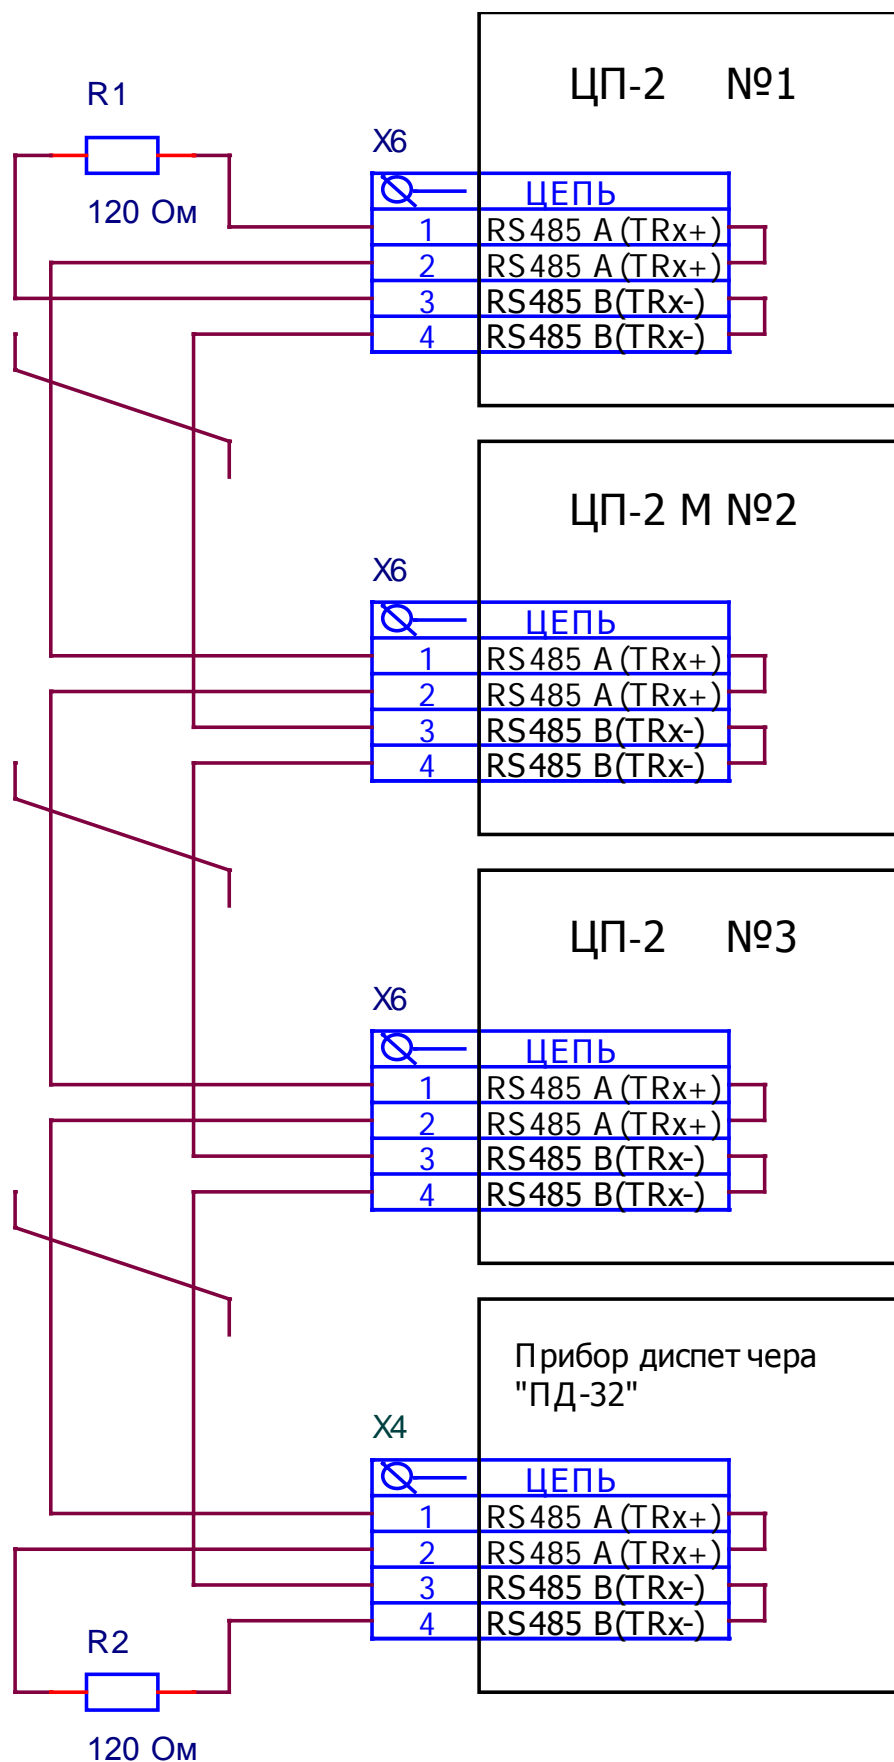 ЦП-2 №1
R1
120 Ом
X6
ЦЕПЬ
1 RS485 A(TRx+)
2 RS485 A(TRx+)
3 RS485 B(TRx-)
4 RS485 B(TRx-)
ЦП-2 М №2
X6
ЦЕПЬ
1 RS485 A(TRx+)
2 RS485 A(TRx+)
3 RS485 B(TRx-)
4 RS485 B(TRx-)
ЦП-2 №3
X6
ЦЕПЬ
1 RS485 A(TRx+)
2 RS485 A(TRx+)
3 RS485 B(TRx-)
4 RS485 B(TRx-)
Прибор диспетчера
"ПД-32"
X4
ЦЕПЬ
1 RS485 A(TRx+)
2 RS485 A(TRx+)
3 RS485 B(TRx-)
4 RS485 B(TRx-)
R2
120 Ом